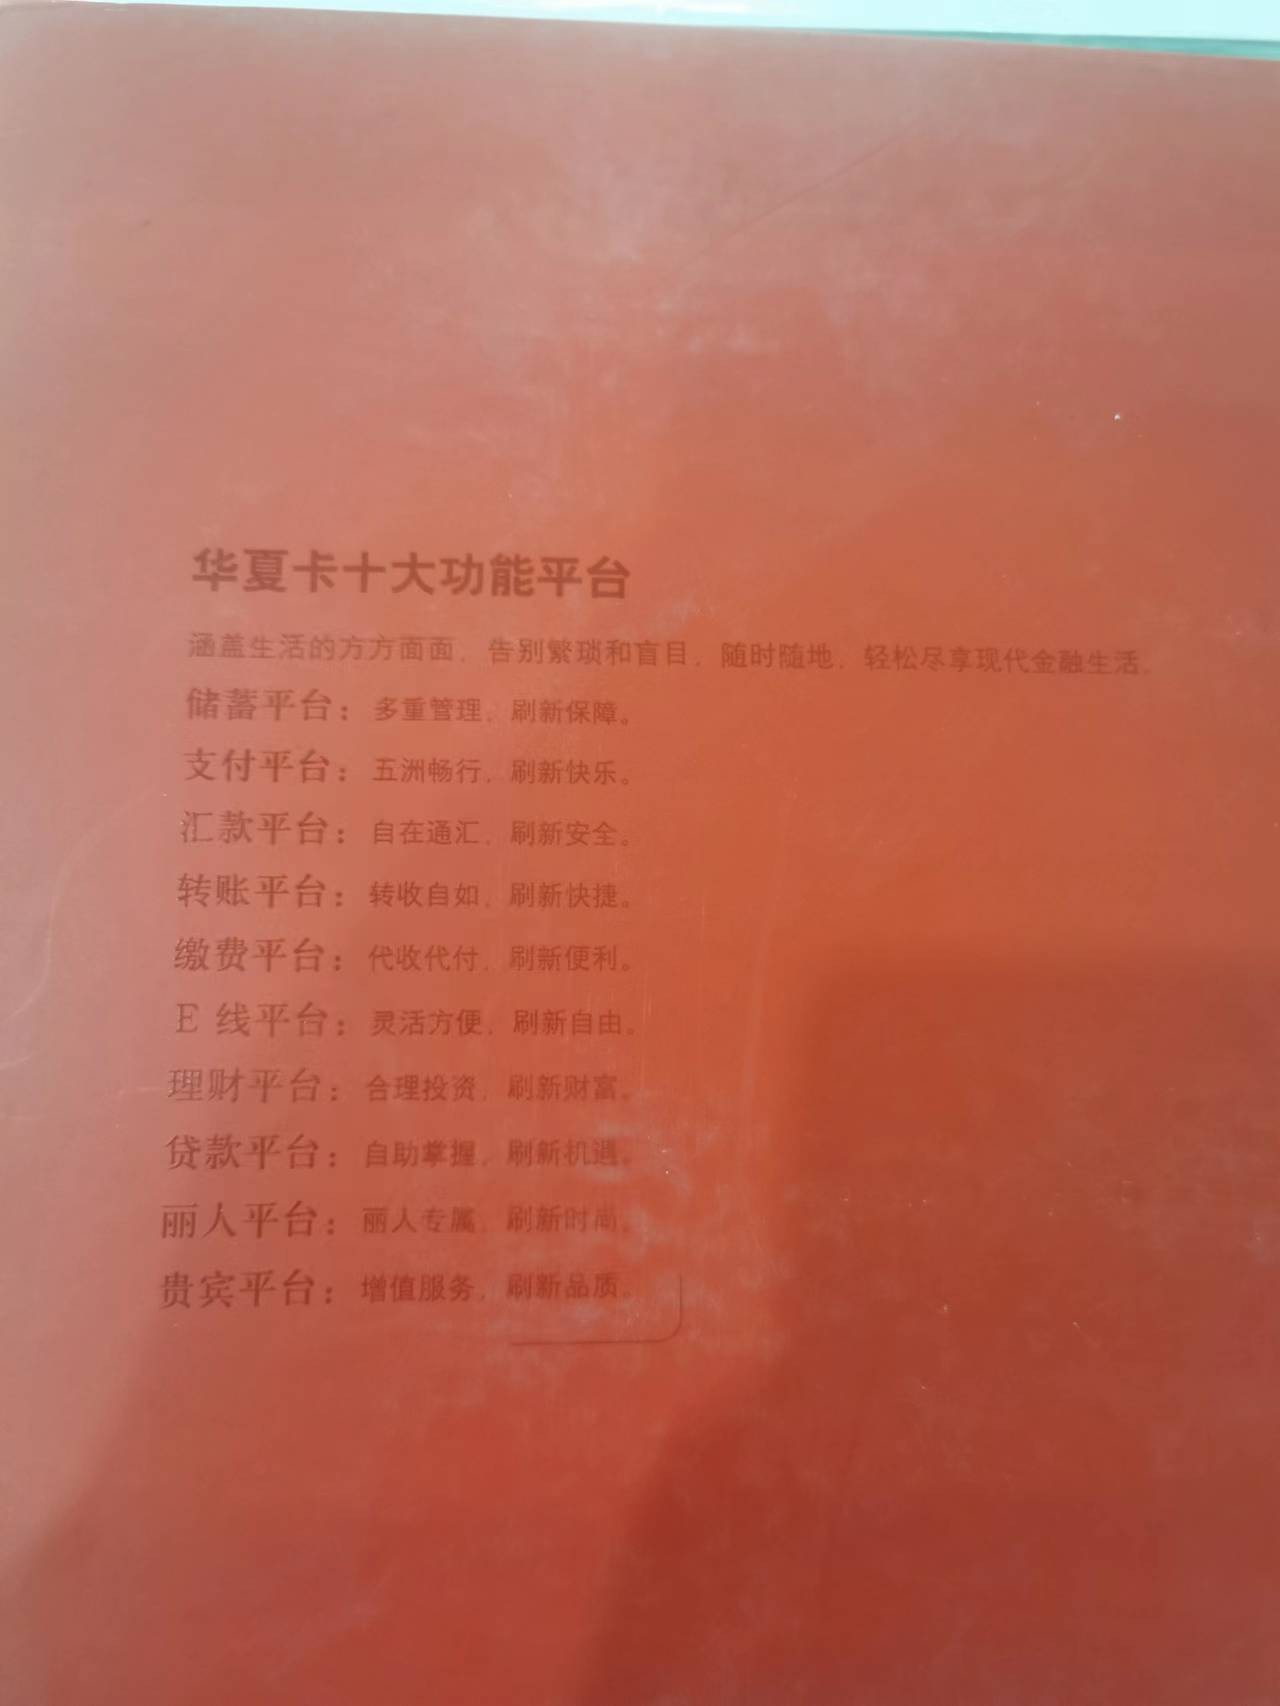 华夏卡十大功能平台
涵盖生活的方方面面，告别繁琐和盲目，随时随地，轻松尽享现代金融生活。
储蓄平台：多重管理，刷新保障。
支付平台：五洲畅行，刷新快乐。
汇款平台：自在通汇，刷新安全。
转账平台：转收自如，刷新快捷。
缴费平台：代收代付，刷新便利。
E 线平台：灵活方便，刷新自由。
理财平台：合理投资，刷新财富。
贷款平台：自助掌握，刷新机遇。
丽人平台：丽人专属，刷新时尚。
贵宾平台：增值服务，刷新品质。